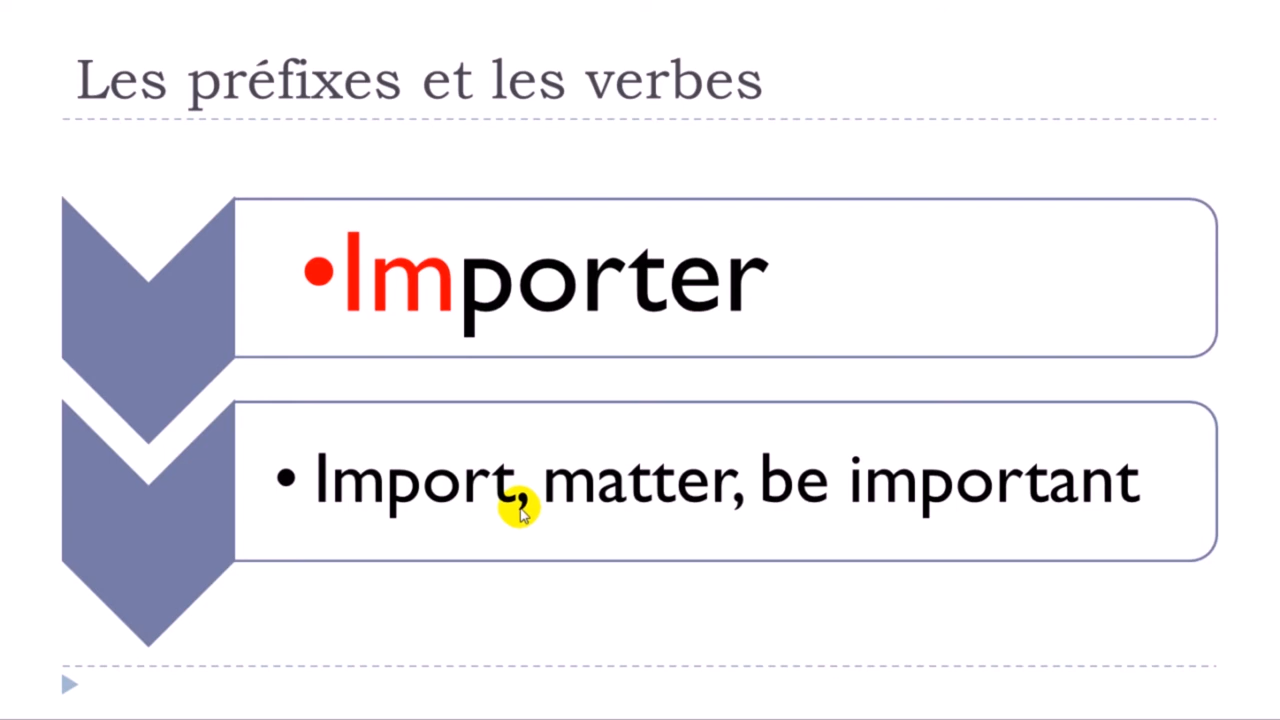 Les préfixes et les verbes
•Importer
• Import, matter, be important